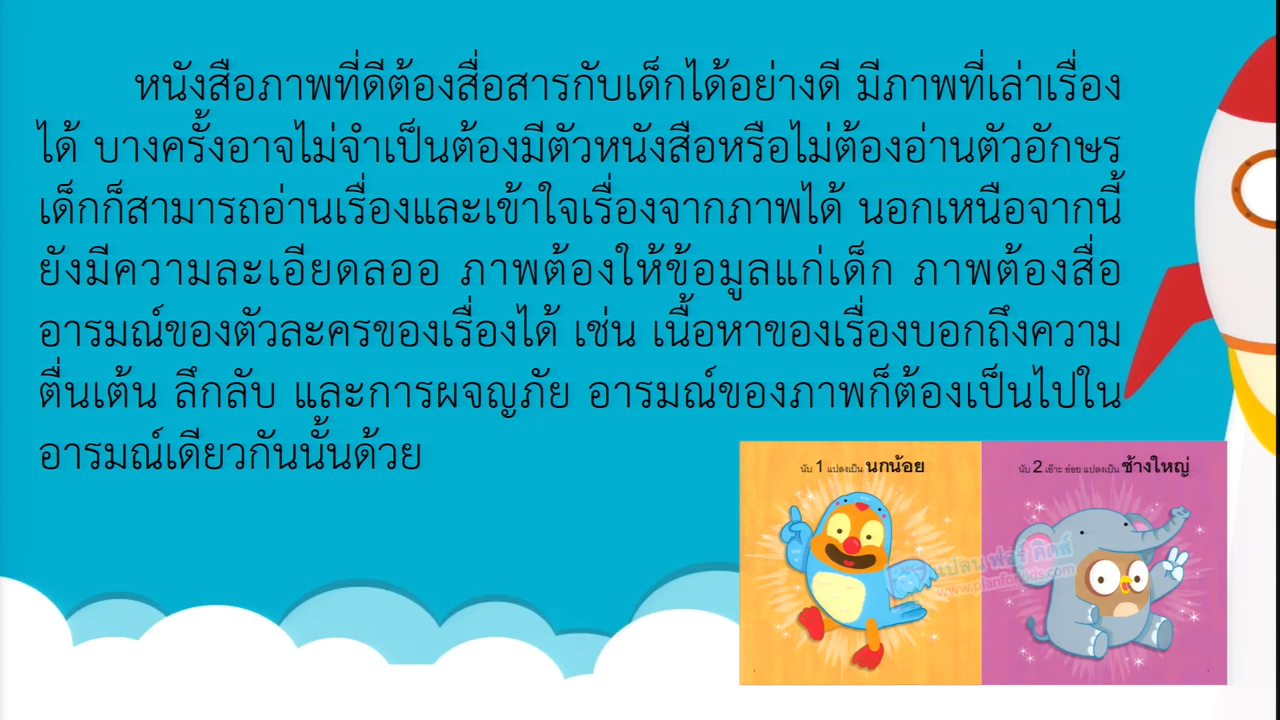 หนังสือภาพที่ดีต้องสื่อสารกับเด็กได้อย่างดี มีภาพที่เล่าเรื่อง
ได้ บางครั้งอาจไม่จำเป็นต้องมีตัวหนังสือหรือไม่ต้องอ่านตัวอักษร
เด็กก็สามารถอ่านเรื่องและเข้าใจเรื่องจากภาพได้ นอกเหนือจากนี้
ยังมีความละเอียดลออ ภาพต้องให้ข้อมูลแก่เด็ก ภาพต้องสื่อ
อารมณ์ของตัวละครของเรื่องได้ เช่น เนื้อหาของเรื่องบอกถึงความ
ตื่นเต้น ลึกลับ และการผจญภัย อารมณ์ของภาพก็ต้องเป็นไปใน
อารมณ์เดียวกันนั้นด้วย
นับ 1 แปลงเป็น นกน้อย
นับ 2 เอ๊าะ อ่อย แปลงเป็น ช้างใหญ่
แปลน ฟอร์ คิดส์
www.planforkids.com